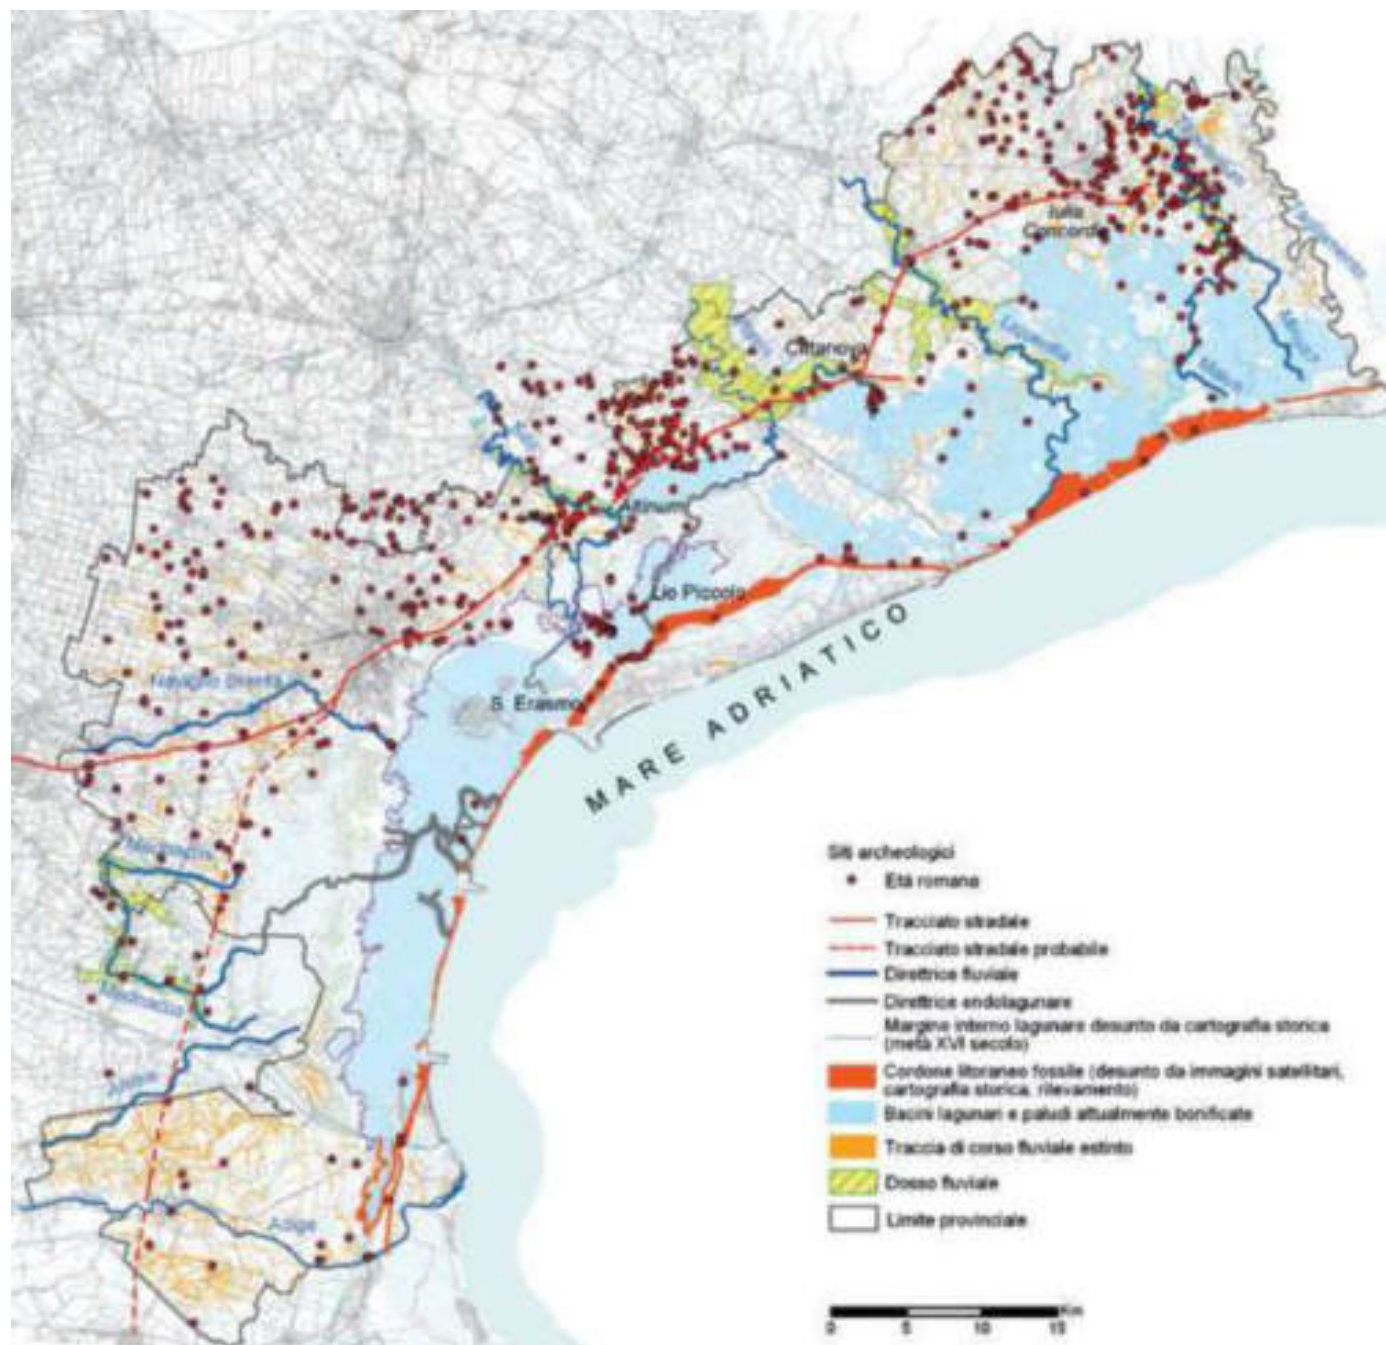 Iulia
Concordia
Livenza
Cittanova
Altinum
Lio Piccolo
Naviglio Brenta
S. Erasmo
MARE ADRIATICO
Meduacus
Adige
Siti archeologici
Età romana
Tracciato stradale
Tracciato stradale probabile
Direttrice fluviale
Direttrice endolagunare
Margine interno lagunare desunto da cartografia storica
(metà XVI secolo)
Cordone litoraneo fossile (desunto da immagini satellitari,
cartografia storica, rilevamento)
Bacini lagunari e paludi attualmente bonificate
Traccia di corso fluviale estinto
Dosso fluviale
Limite provinciale
Km
0 5 10 15